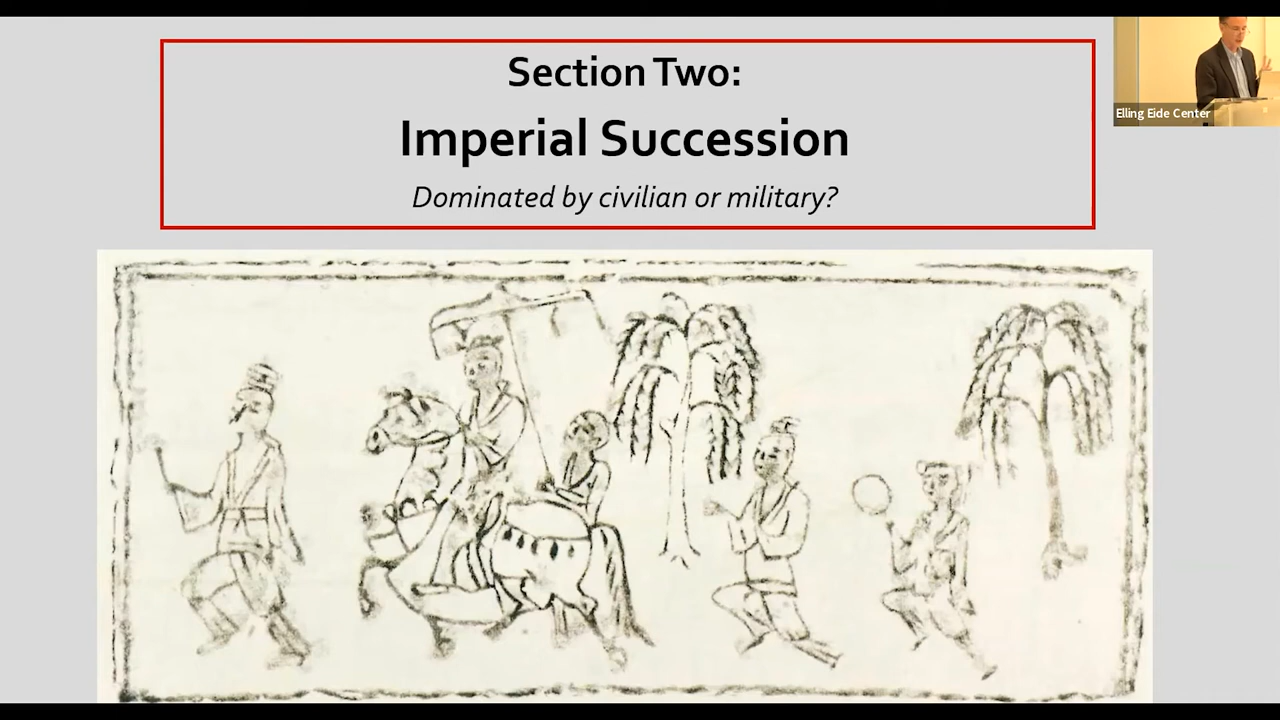 Section Two:
Imperial Succession
Dominated by civilian or military?
Elling Eide Center